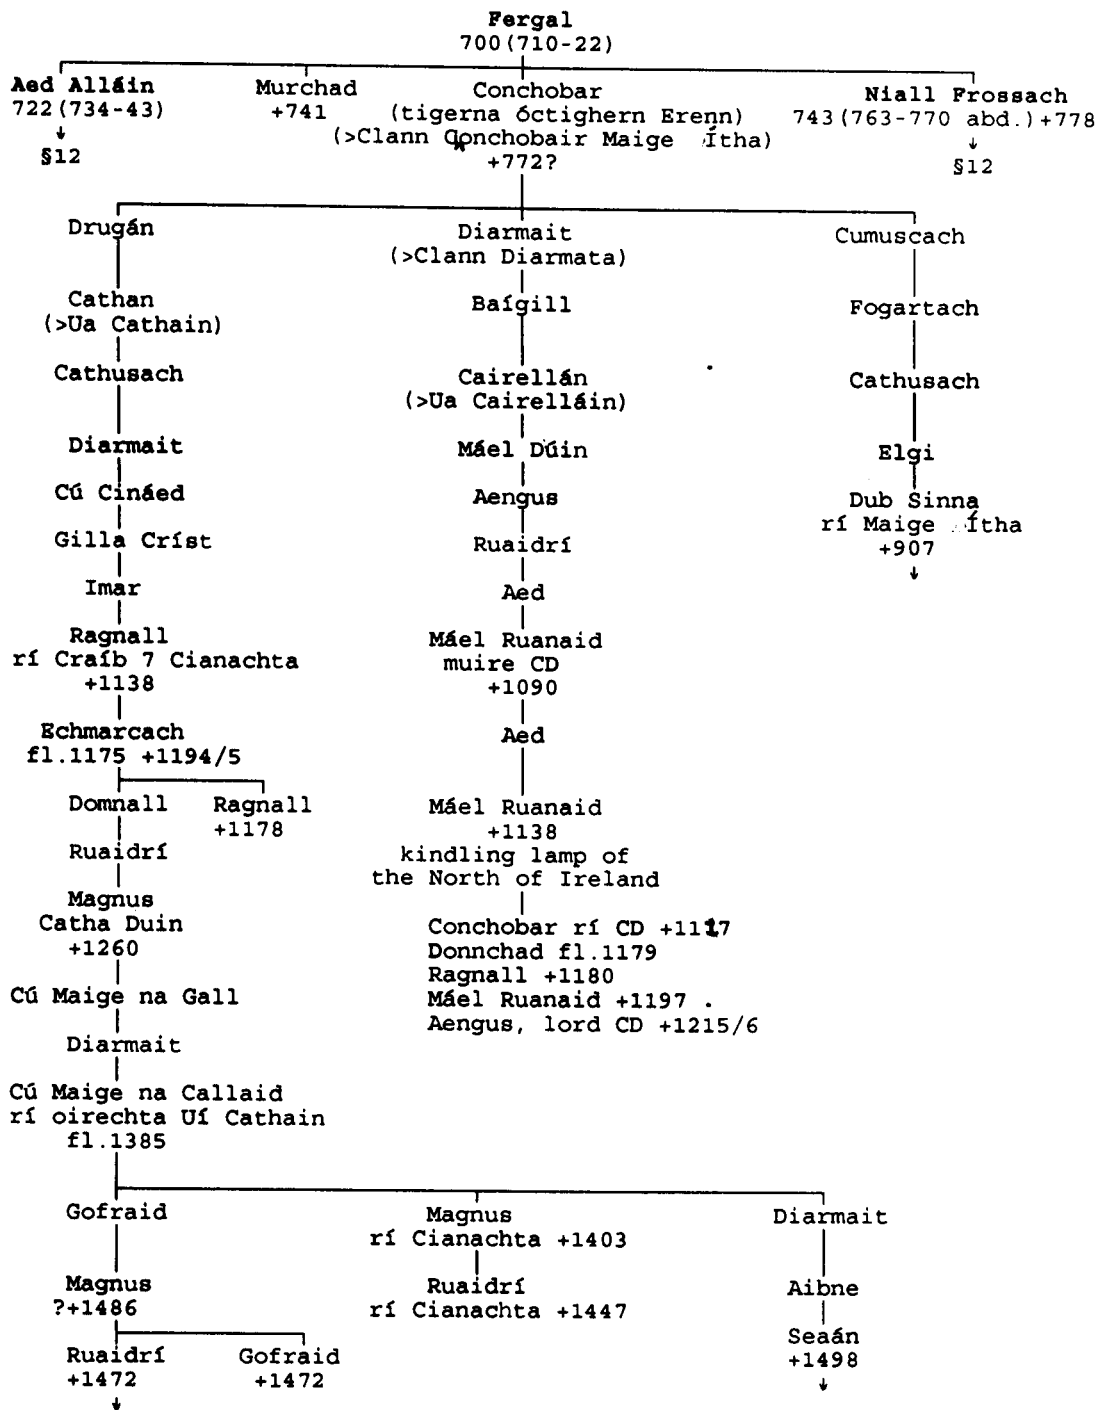 Fergal
700(710-22)
Aed Alláin
722(734-43)
↓
§12
Murchad
+741
Conchobar
(tigerna óctighern Erenn)
(>Clann Conchobair Maige Ítha)
+772?
Niall Frossach
743(763-770 abd.)+778
↓
§12
Drugán
Diarmait
(>Clann Diarmata)
Cumuscach
Cathan
(>Ua Cathain)
Baígill
Fogartach
Cathusach
Cairellán
(>Ua Cairelláin)
Cathusach
Diarmait
Máel Dúin
Elgi
Cú Cináed
Aengus
Dub Sinna
rí Maige Ítha
+907
↓
Gilla Críst
Ruaidrí
Imar
Aed
Ragnall
rí Craíb 7 Cianachta
+1138
Máel Ruanaid
muire CD
+1090
Echmarcach
fl.1175 +1194/5
Aed
Domnall
Ragnall
+1178
Máel Ruanaid
+1138
kindling lamp of
the North of Ireland
Ruaidrí
Magnus
Catha Duin
+1260
Conchobar rí CD
Donnchad fl.1179
Ragnall +1180
Máel Ruanaid +1197 .
Aengus, lord CD +1215/6
Cú Maige na Gall
Diarmait
Cú Maige na Callaid
rí oirechta Uí Cathain
fl.1385
Gofraid
Magnus
rí Cianachta +1403
Diarmait
Magnus
?+1486
Ruaidrí
rí Cianachta +1447
Aibne
Ruaidrí
+1472
↓
Gofraid
+1472
Seaán
+1498
↓